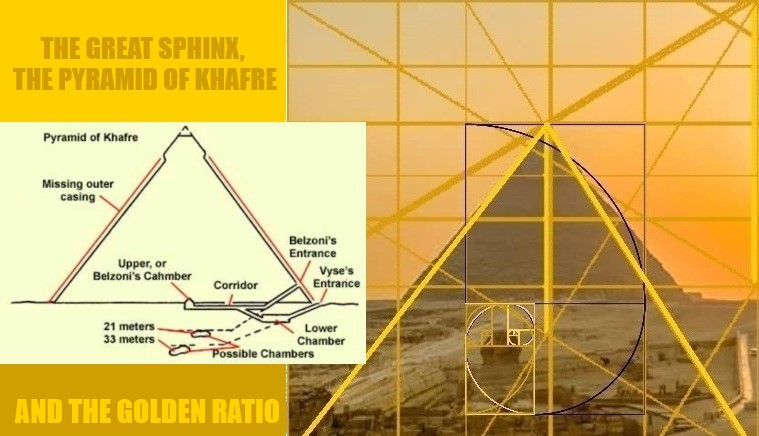 THE GREAT SPHINX,
THE PYRAMID OF KHAFRE
Pyramid of Khafre
Missing outer
casing
Upper, or
Belzoni's Cahmber
Corridor
Belzoni's
Entrance
Vyse's
Entrance
21 meters
33 meters
Lower
Chamber
Possible Chambers
AND THE GOLDEN RATIO